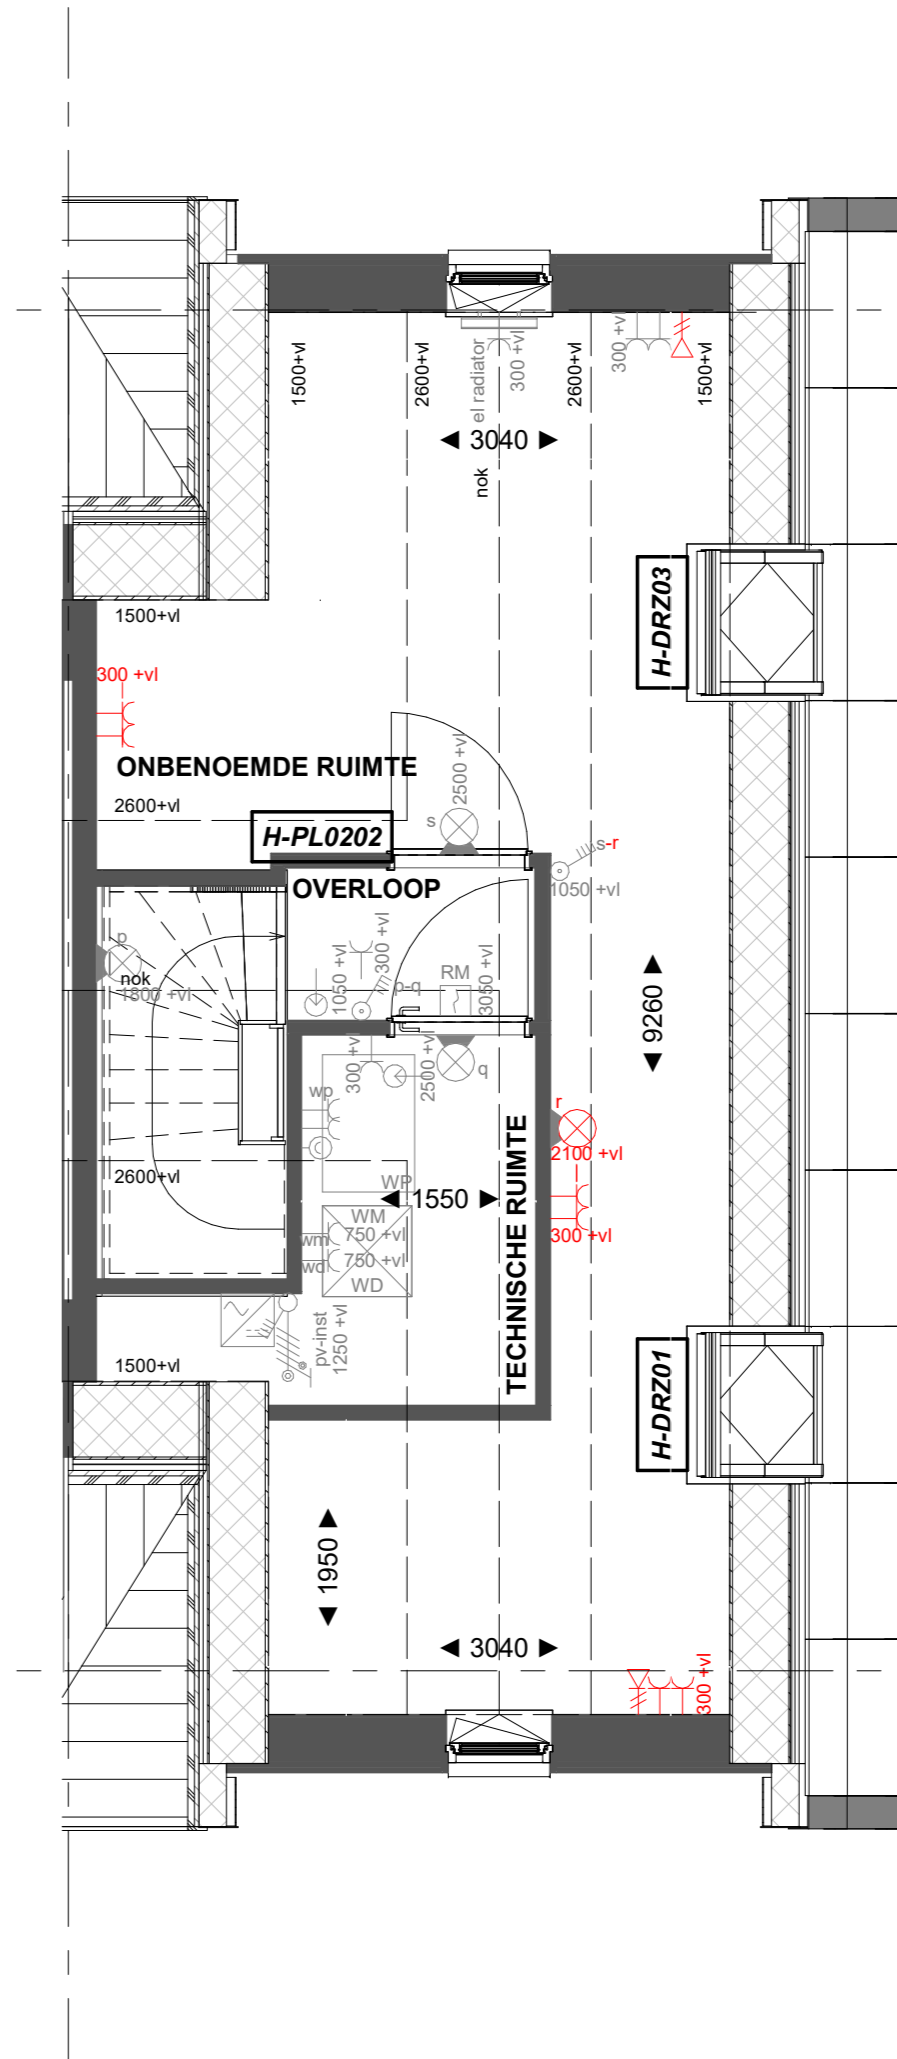 1500+vl
2600+vl
el radiator
300 +vl
2600+vl
300 +vl
1500+vl
◄ 3040 ►
nok
H-DRZ03
1500+vl
300 +vl
ONBENOEMDE RUIMTE
2600+vl
H-PL0202
s
2500 +vl
s-r
1050 +vl
OVERLOOP
p
nok
1800 +vl
1050 +vl
300 +vl
p-q
RM
3050 +vl
◄ 9260 ►
300 +vl
2500 +vl
q
wp
WP
r
2100 +vl
2600+vl
◄ 1550 ►
TECHNISCHE RUIMTE
300 +vl
WM
wm
750 +vl
wd
750 +vl
WD
pv-inst
1250 +vl
1500+vl
H-DRZ01
◄ 1950 ►
◄ 3040 ►
300 +vl